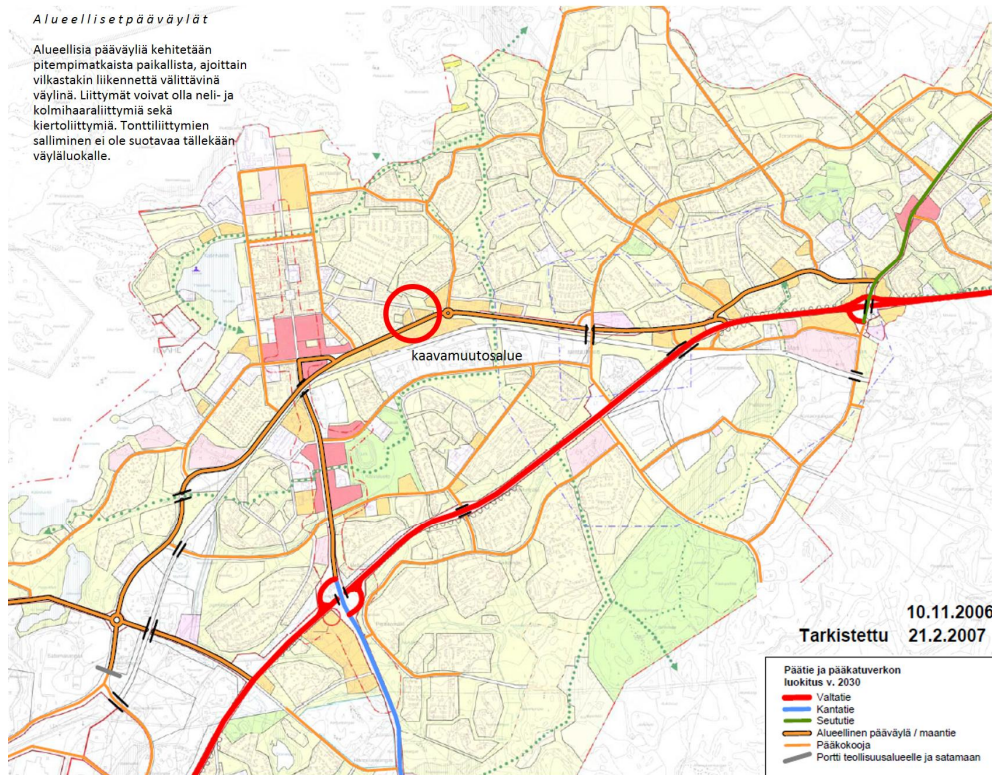 Alueellisetpääväylät
Alueellisia pääväyliä kehitetään
pitempimatkaista paikallista, ajoittain
vilkastakin liikennettä välittävinä
väylinä. Liittymät voivat olla neli- ja
kolmihaaraliittymiä sekä
kiertoliittymiä. Tonttiliittymien
salliminen ei ole suotavaa tällekään
väyläluokalle.
kaavamuutosalue
10.11.2006
Tarkistettu 21.2.2007
Päätie ja pääkatuverkon
luokitus v. 2030
Valtatie
Kantatie
Seututie
Alueellinen pääväylä / maantie
Pääkokooja
Portti teollisuusalueelle ja satamaan